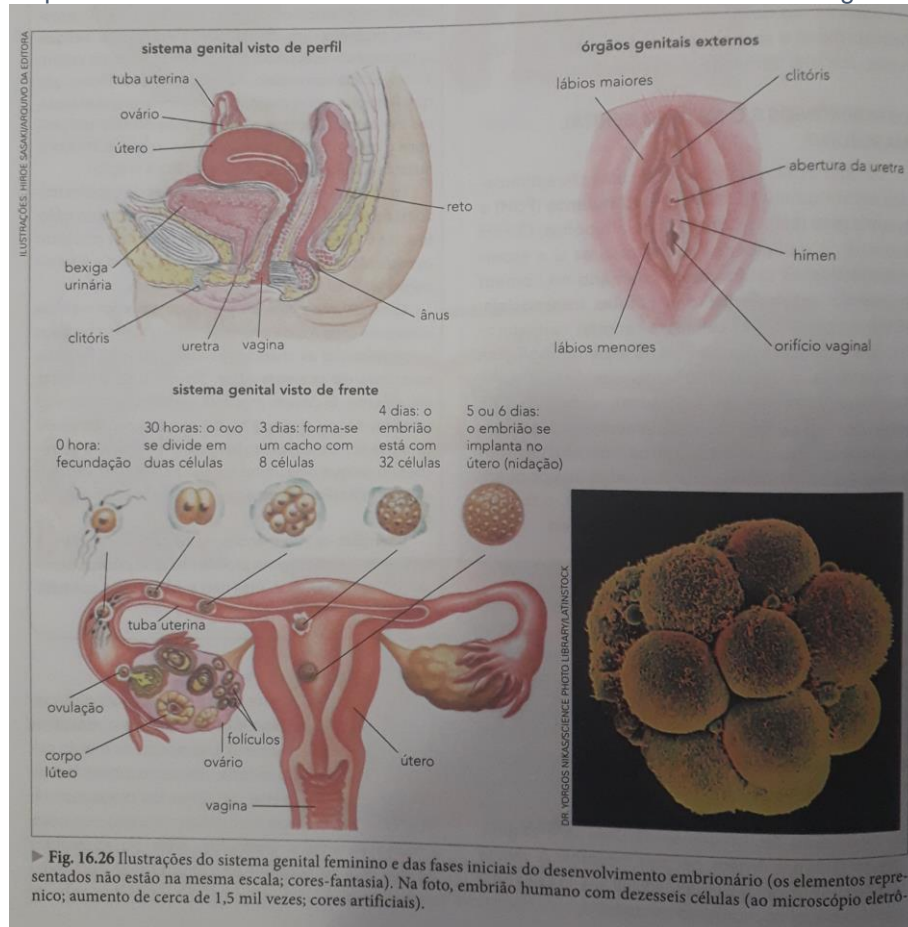 ILUSTRAÇÕES: HIROE SASAKI/ARQUIVO DA EDITORA
sistema genital visto de perfil
tuba uterina
ovário
útero
reto
bexiga
urinária
ânus
clitóris
uretra
vagina
órgãos genitais externos
lábios maiores
clitóris
abertura da uretra
hímen
lábios menores
orifício vaginal
sistema genital visto de frente
0 hora:
fecundação
30 horas: o ovo
se divide em
duas células
3 dias: forma-se
um cacho com
8 células
4 dias: o
embrião
está com
32 células
5 ou 6 dias:
o embrião se
implanta no
útero (nidação)
tuba uterina
ovulação
folículos
corpo
lúteo
ovário
útero
vagina
DR. YORGOS NIKAS/SCIENCE PHOTO LIBRARY/LATINSTOCK
Fig. 16.26 Ilustrações do sistema genital feminino e das fases iniciais do desenvolvimento embrionário (os elementos repre-
sentados não estão na mesma escala; cores-fantasia). Na foto, embrião humano com dezesseis células (ao microscópio eletrô-
nico; aumento de cerca de 1,5 mil vezes; cores artificiais).